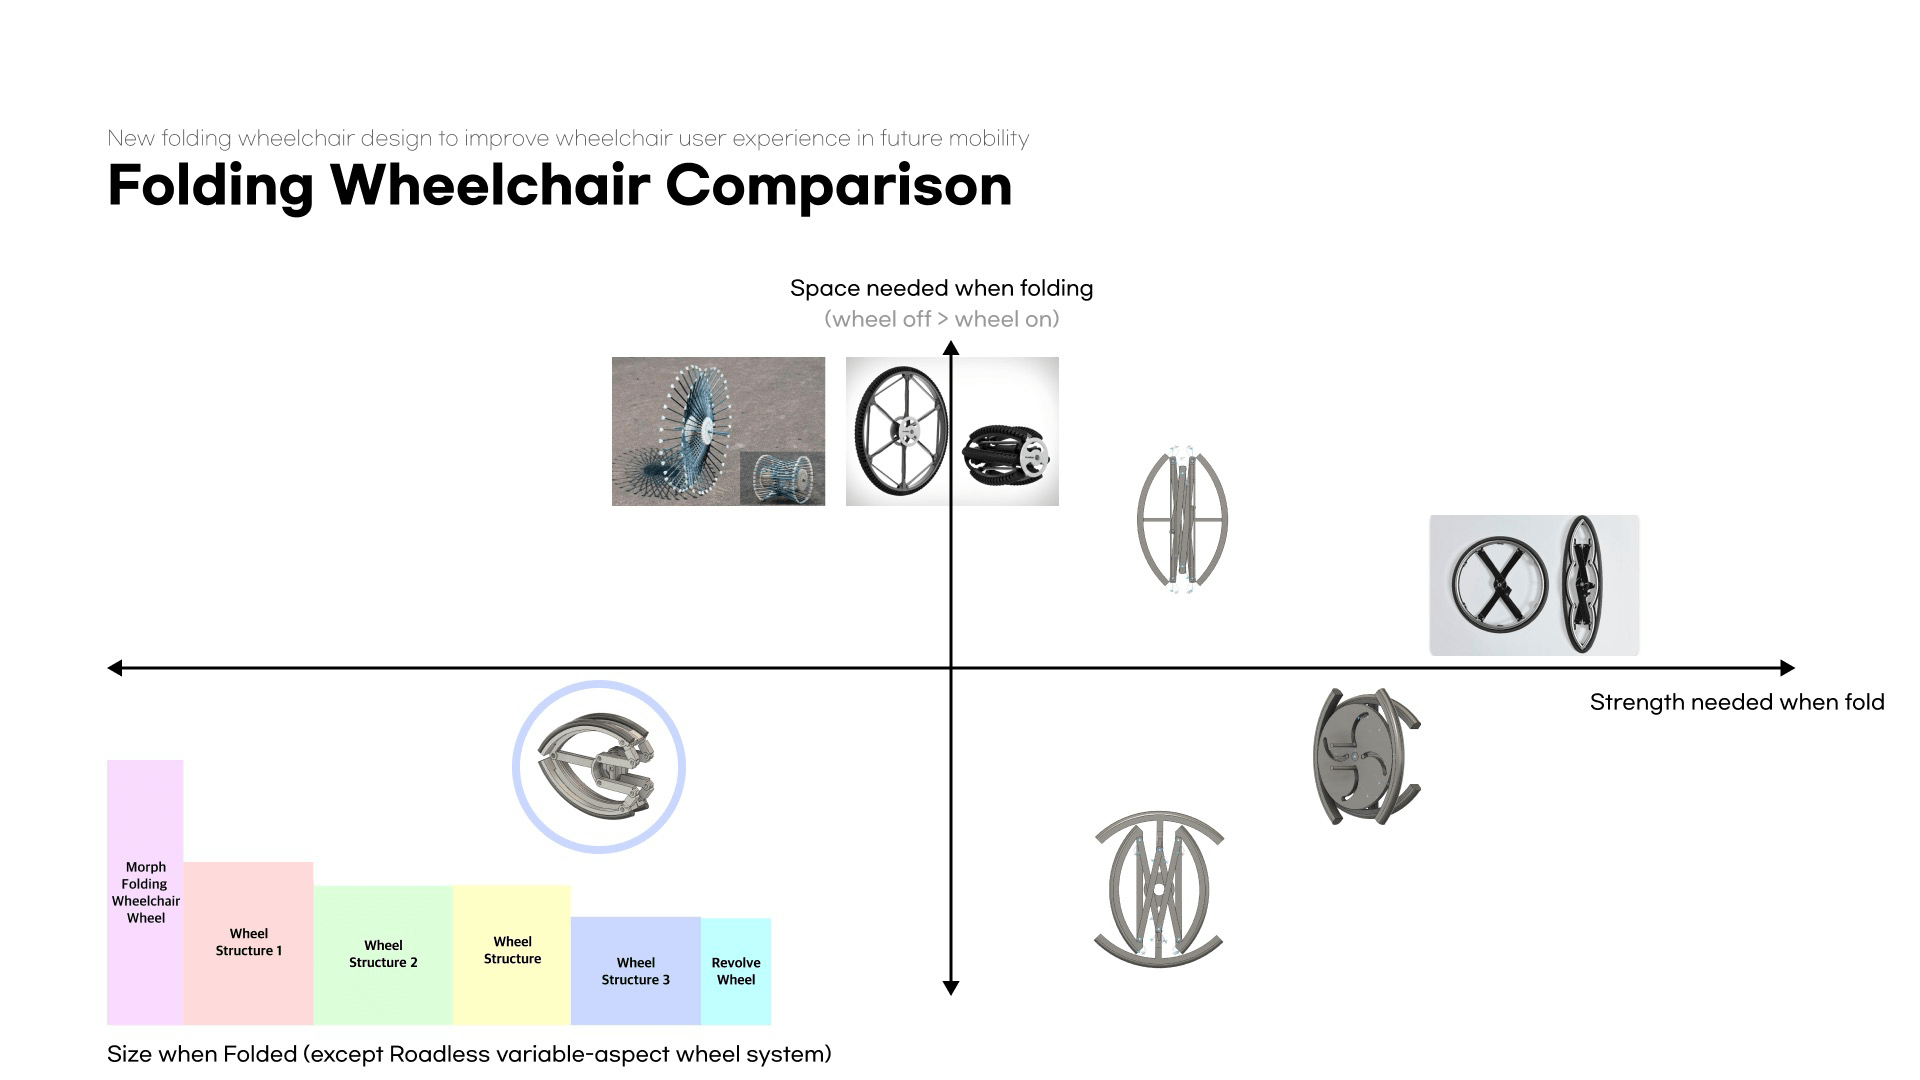 New folding wheelchair design to improve wheelchair user experience in future mobility
Folding Wheelchair Comparison
Space needed when folding
(wheel off > wheel on)
Strength needed when fold
Morph
Folding
Wheelchair
Wheel
Wheel
Structure 1
Wheel
Structure 2
Wheel
Structure
Wheel
Structure 3
Revolve
Wheel
Size when Folded (except Roadless variable-aspect wheel system)